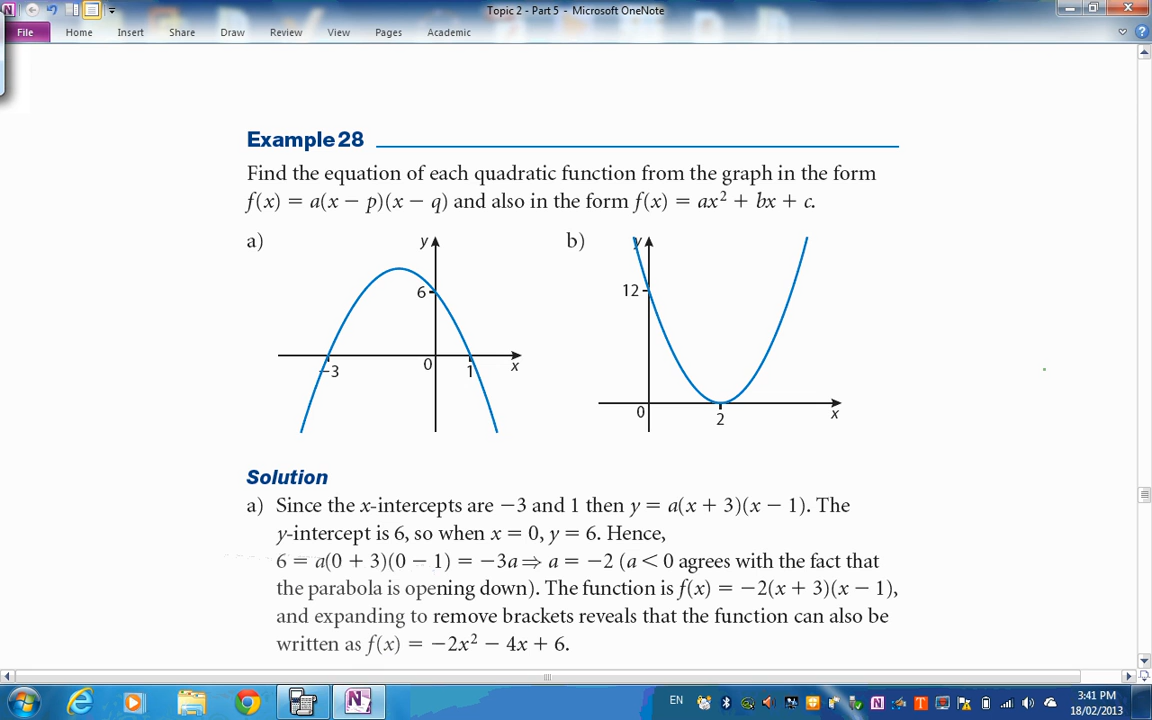 Topic 2 - Part 5 - Microsoft OneNote
File Home Insert Share Draw Review View Pages Academic
Example 28
Find the equation of each quadratic function from the graph in the form
f(x) = a(x − p)(x − q) and also in the form f(x) = ax² + bx + c.
a) b)
y
6
−3 0 1 x
y
12
0 2 x
Solution
a) Since the x-intercepts are −3 and 1 then y = a(x + 3)(x − 1). The
y-intercept is 6, so when x = 0, y = 6. Hence,
6 = a(0 + 3)(0 − 1) = −3a ⇒ a = −2 (a < 0 agrees with the fact that
the parabola is opening down). The function is f(x) = −2(x + 3)(x − 1),
and expanding to remove brackets reveals that the function can also be
written as f(x) = −2x² − 4x + 6.
EN
3:41 PM
18/02/2013